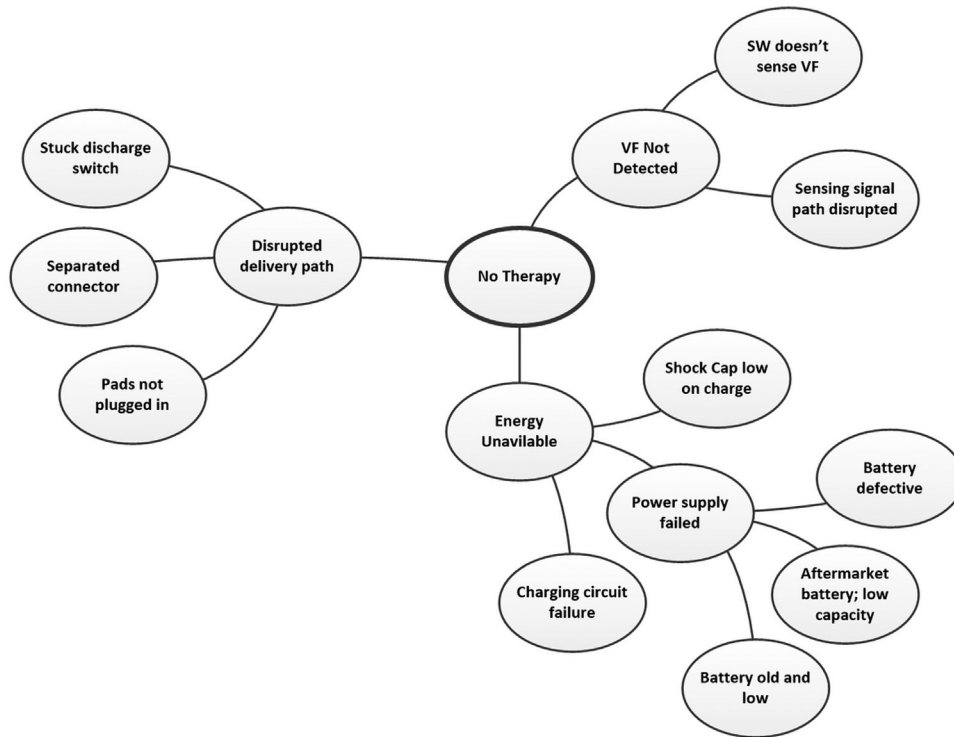 SW doesn't
sense VF
Stuck discharge
switch
VF Not
Detected
Sensing signal
path disrupted
Disrupted
delivery path
Separated
connector
No Therapy
Pads not
plugged in
Shock Cap low
on charge
Energy
Unavilable
Battery
defective
Power supply
failed
Aftermarket
battery; low
capacity
Charging circuit
failure
Battery old and
low